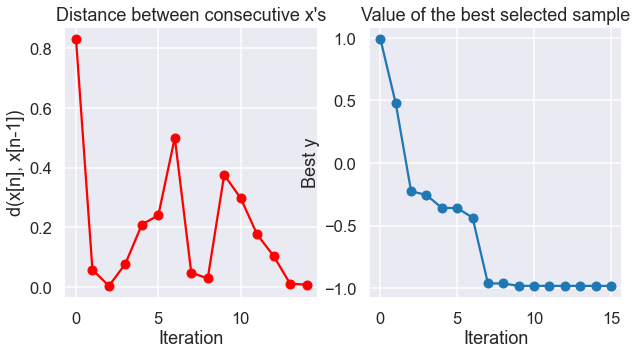 Distance between consecutive x's
d(x[n], x[n-1])
0.8
0.6
0.4
0.2
0.0
0
5
10
Iteration
Value of the best selected sample
Best y
1.0
0.5
0.0
−0.5
−1.0
0
5
10
15
Iteration